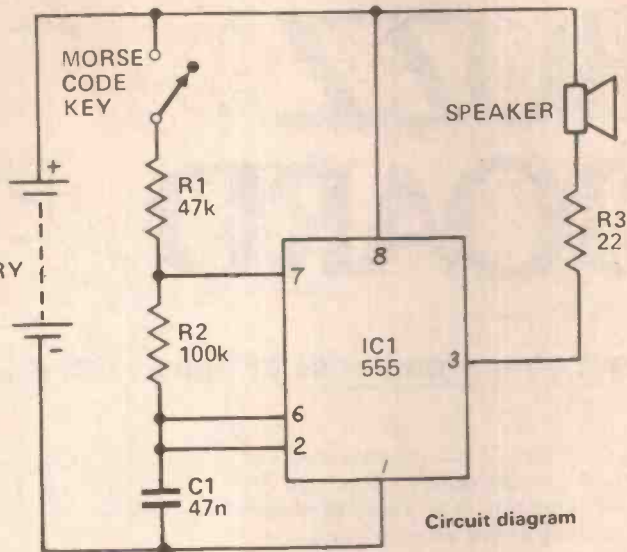 MORSE
CODE
KEY
SPEAKER
+
R1
47k
R3
22
8
7
RY
-
R2
100k
IC1
555
3
6
2
1
C1
47n
Circuit diagram